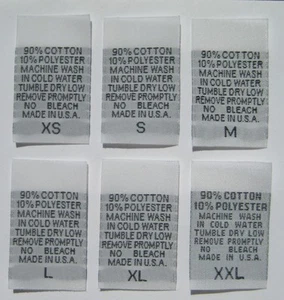 90% COTTON
10% POLYESTER
MACHINE WASH
IN COLD WATER
TUMBLE DRY LOW
REMOVE PROMPTLY
NO BLEACH
MADE IN U.S.A.
XS
90% COTTON
10% POLYESTER
MACHINE WASH
IN COLD WATER
TUMBLE DRY LOW
REMOVE PROMPTLY
NO BLEACH
MADE IN U.S.A.
S
90% COTTON
10% POLYESTER
MACHINE WASH
IN COLD WATER
TUMBLE DRY LOW
REMOVE PROMPTLY
NO BLEACH
MADE IN U.S.A.
M
90% COTTON
10% POLYESTER
MACHINE WASH
IN COLD WATER
TUMBLE DRY LOW
REMOVE PROMPTLY
NO BLEACH
MADE IN U.S.A.
L
90% COTTON
10% POLYESTER
MACHINE WASH
IN COLD WATER
TUMBLE DRY LOW
REMOVE PROMPTLY
NO BLEACH
MADE IN U.S.A.
XL
90% COTTON
10% POLYESTER
MACHINE WASH
IN COLD WATER
TUMBLE DRY LOW
REMOVE PROMPTLY
NO BLEACH
MADE IN U.S.A.
XXL